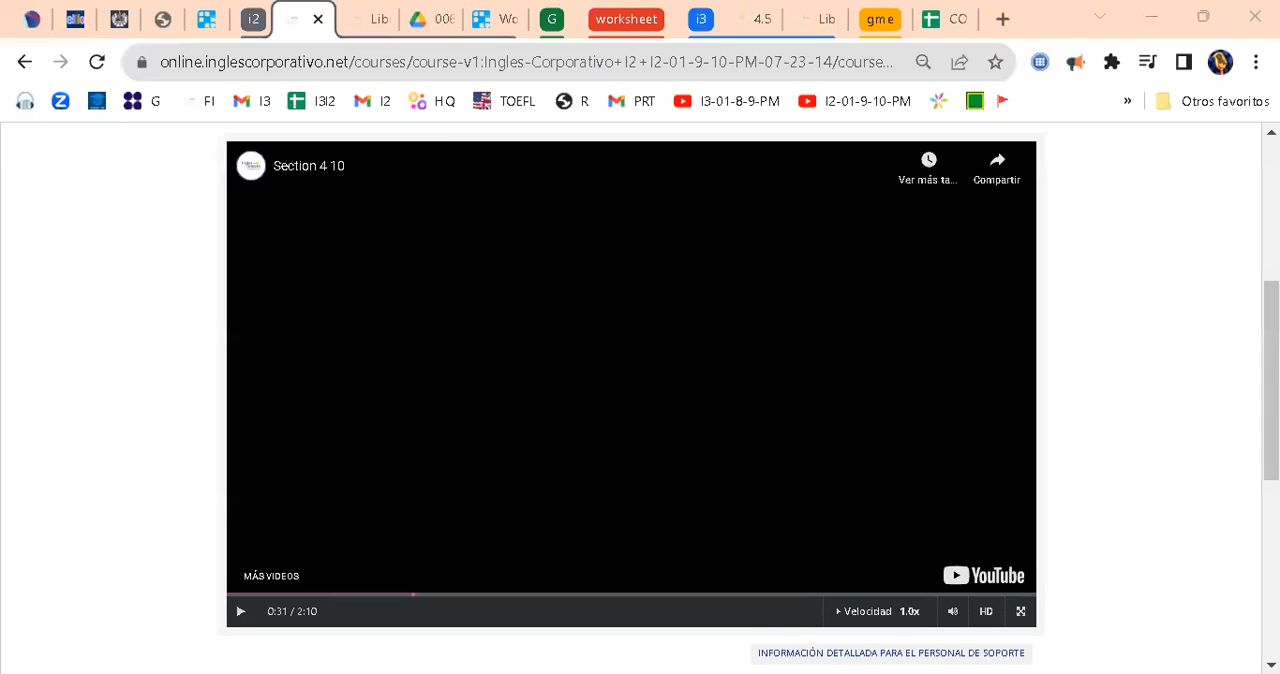 i2
Lib
006
Wo
G
worksheet
i3
4.5
Lib
gme
CO
online.inglescorporativo.net/courses/course-v1:Ingles-Corporativo+I2+I2-01-9-10-PM-07-23-14/course...
G
FI
I3
I3I2
I2
HQ
TOEFL
R
PRT
I3-01-8-9-PM
I2-01-9-10-PM
»
Otros favoritos
Section 4 10
Ver más ta...
Compartir
MÁS VIDEOS
YouTube
0:31 / 2:10
Velocidad 1.0x
HD
INFORMACIÓN DETALLADA PARA EL PERSONAL DE SOPORTE